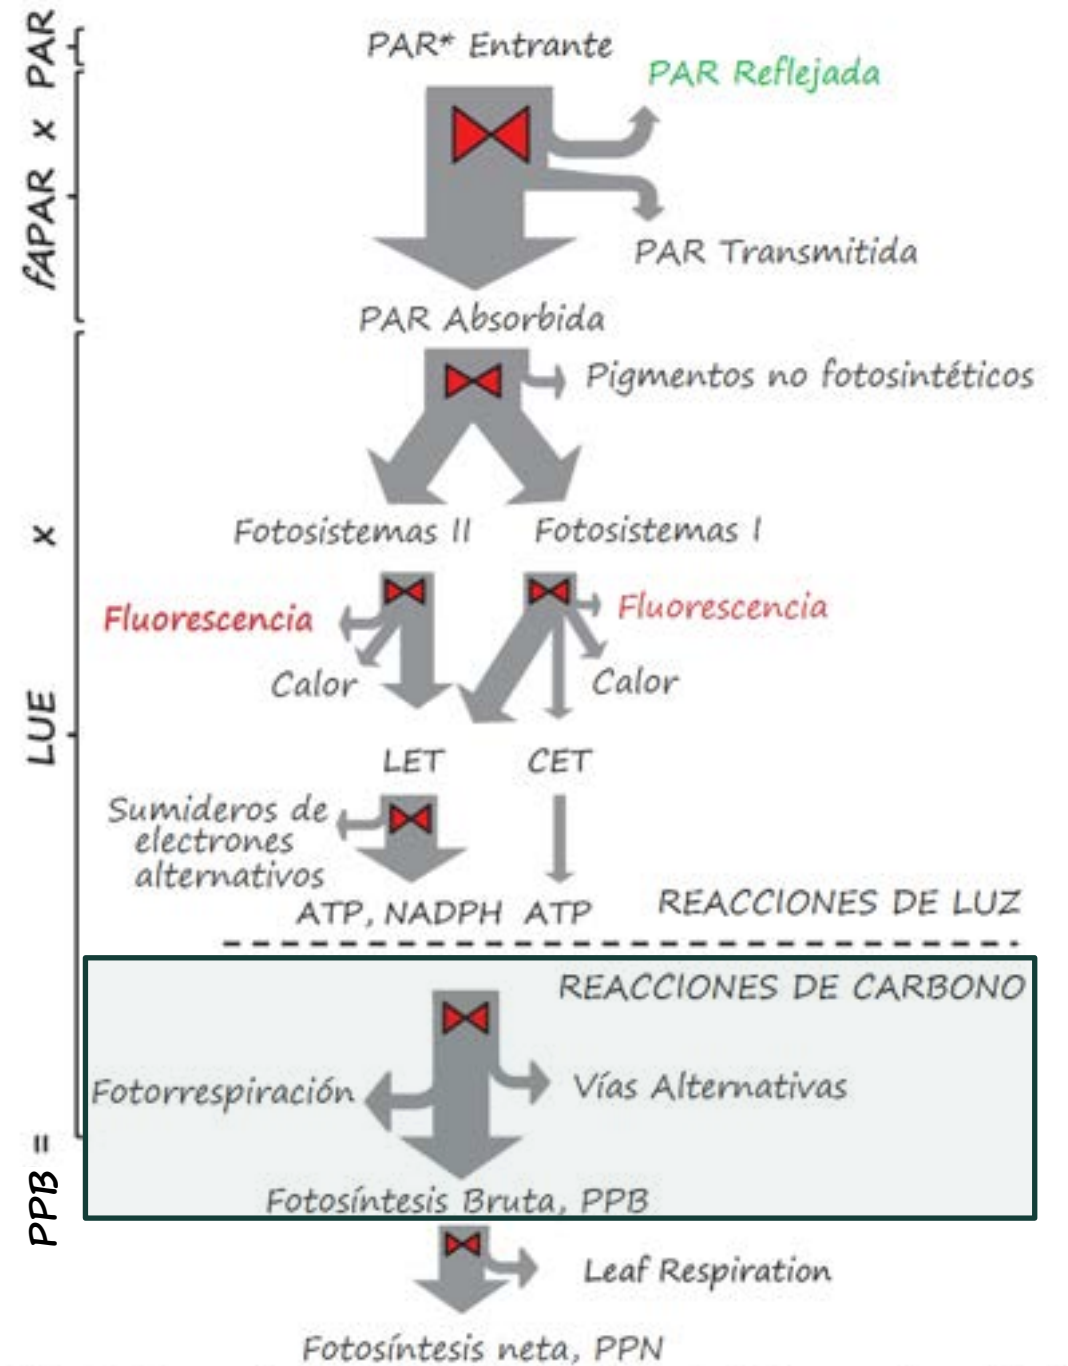 PAR* Entrante
PAR Reflejada
PAR Transmitida
PAR Absorbida
Pigmentos no fotosintéticos
Fotosistemas II
Fotosistemas I
Fluorescencia
Fluorescencia
Calor
Calor
LET
CET
Sumideros de
electrones
alternativos
ATP, NADPH
ATP
REACCIONES DE LUZ
REACCIONES DE CARBONO
Fotorrespiración
Vías Alternativas
Fotosíntesis Bruta, PPB
Leaf Respiration
Fotosíntesis neta, PPN
PPB = LUE x fAPAR x PAR